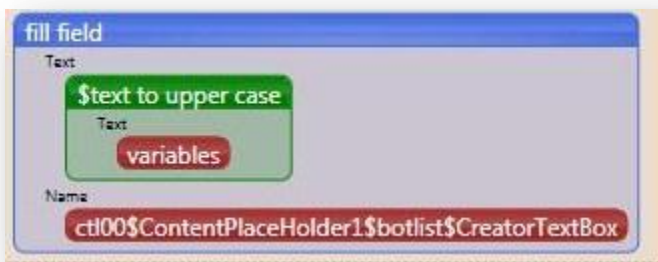 fill field
Text
$text to upper case
Text
variables
Name
ctl00$ContentPlaceHolder1$botlist$CreatorTextBox